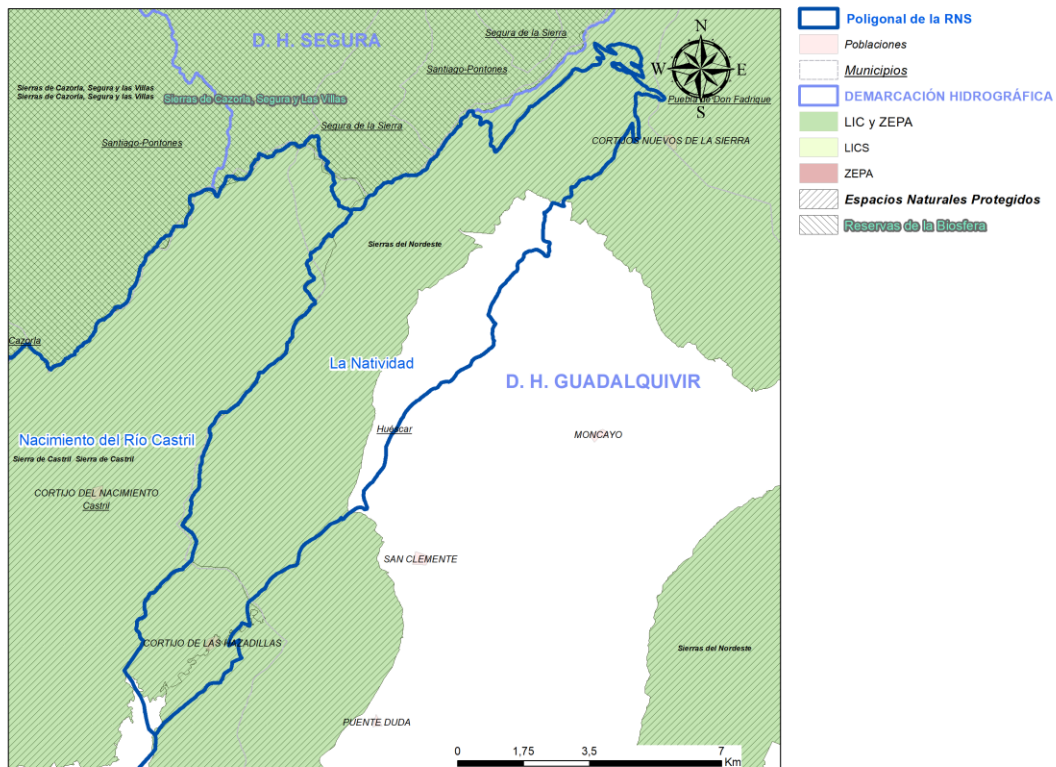 D. H. SEGURA
Segura de la Sierra
Santiago-Pontones
N
W
E
S
Sierras de Cazorla, Segura y las Villas
Sierras de Cazorla, Segura y las Villas
Sierras de Cazorla, Segura y Las Villas
Puebla de Don Fadrique
Segura de la Sierra
Santiago-Pontones
CORTIJOS NUEVOS DE LA SIERRA
Sierras del Nordeste
Cazorla
La Natividad
D. H. GUADALQUIVIR
Huéscar
MONCAYO
Nacimiento del Río Castril
Sierra de Castril Sierra de Castril
CORTIJO DEL NACIMIENTO
Castril
SAN CLEMENTE
CORTIJO DE LAS HAZADILLAS
Sierras del Nordeste
PUENTE DUDA
0 1,75 3,5 7
Km
Poligonal de la RNS
Poblaciones
Municipios
DEMARCACIÓN HIDROGRÁFICA
LIC y ZEPA
LICS
ZEPA
Espacios Naturales Protegidos
Reservas de la Biosfera